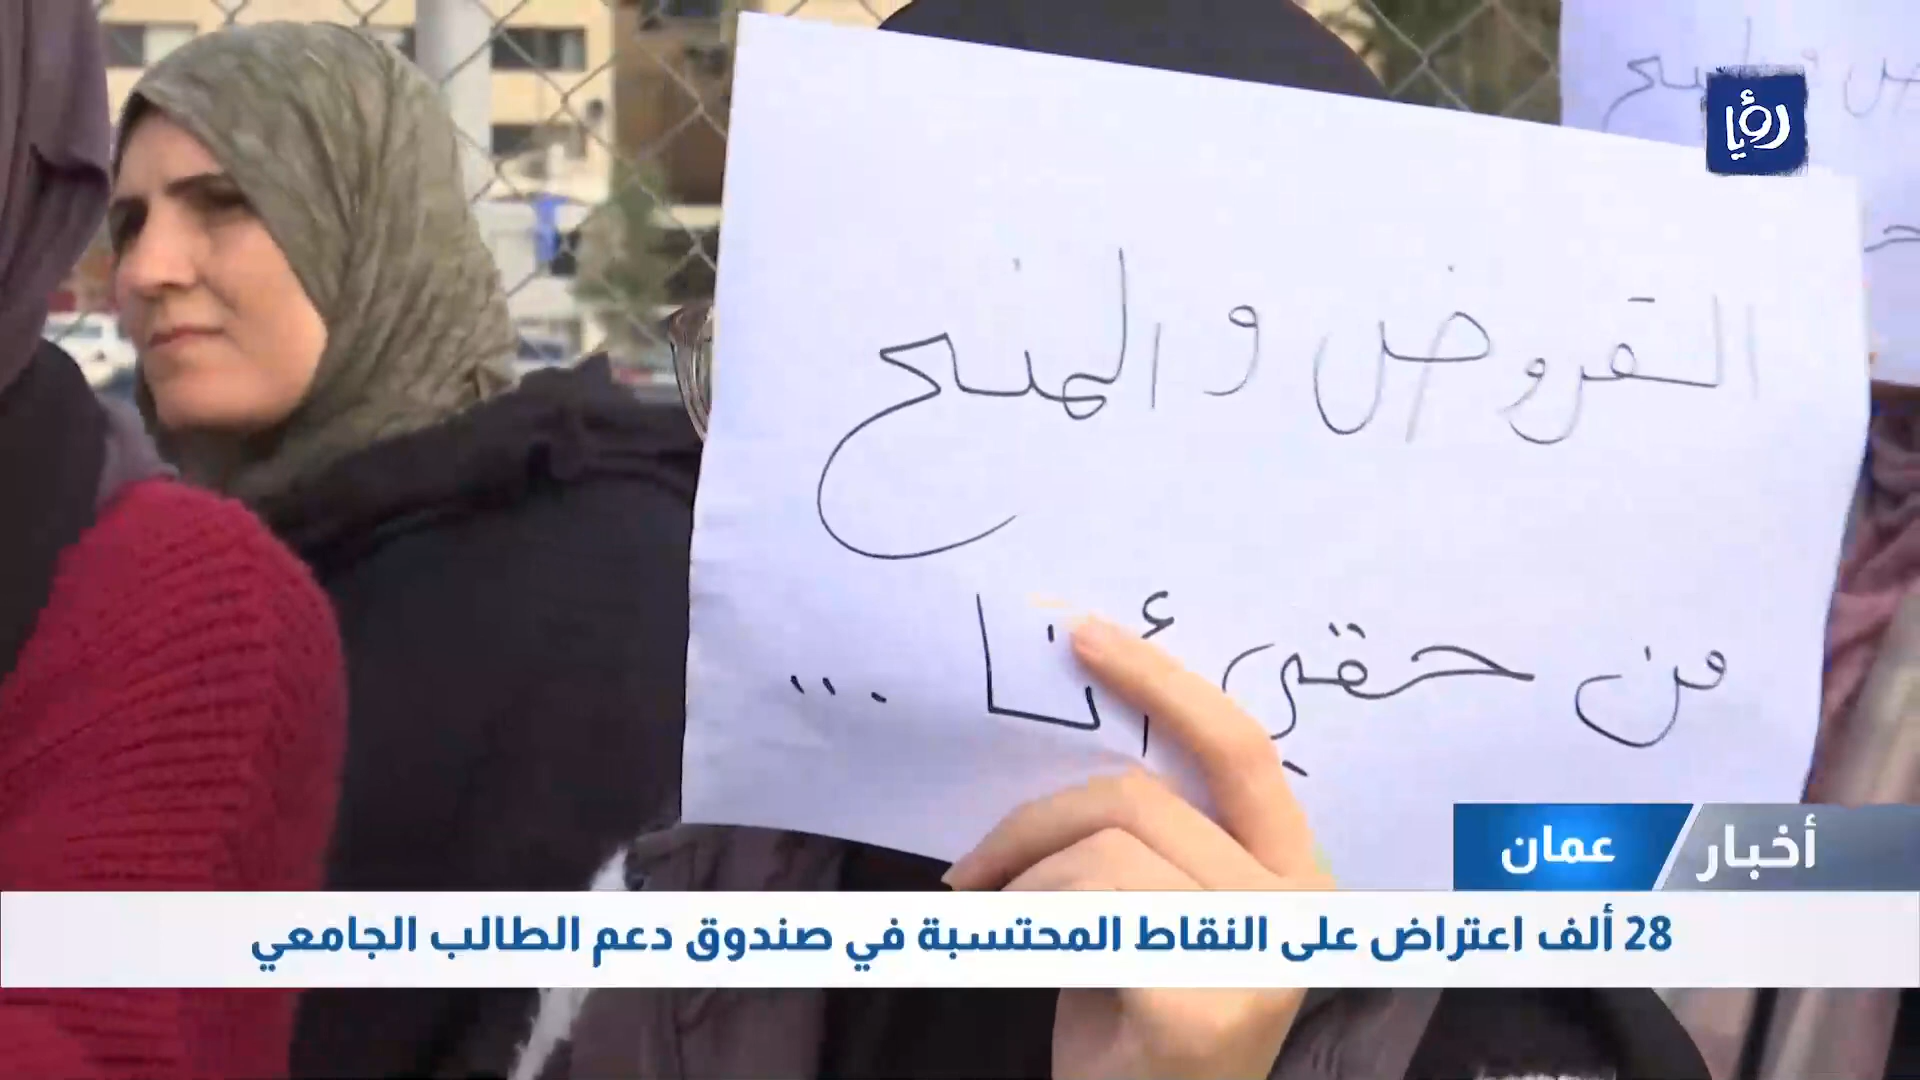 رؤيا
القروض والمنح
من حقي أنا ...
أخبار عمان
28 ألف اعتراض على النقاط المحتسبة في صندوق دعم الطالب الجامعي